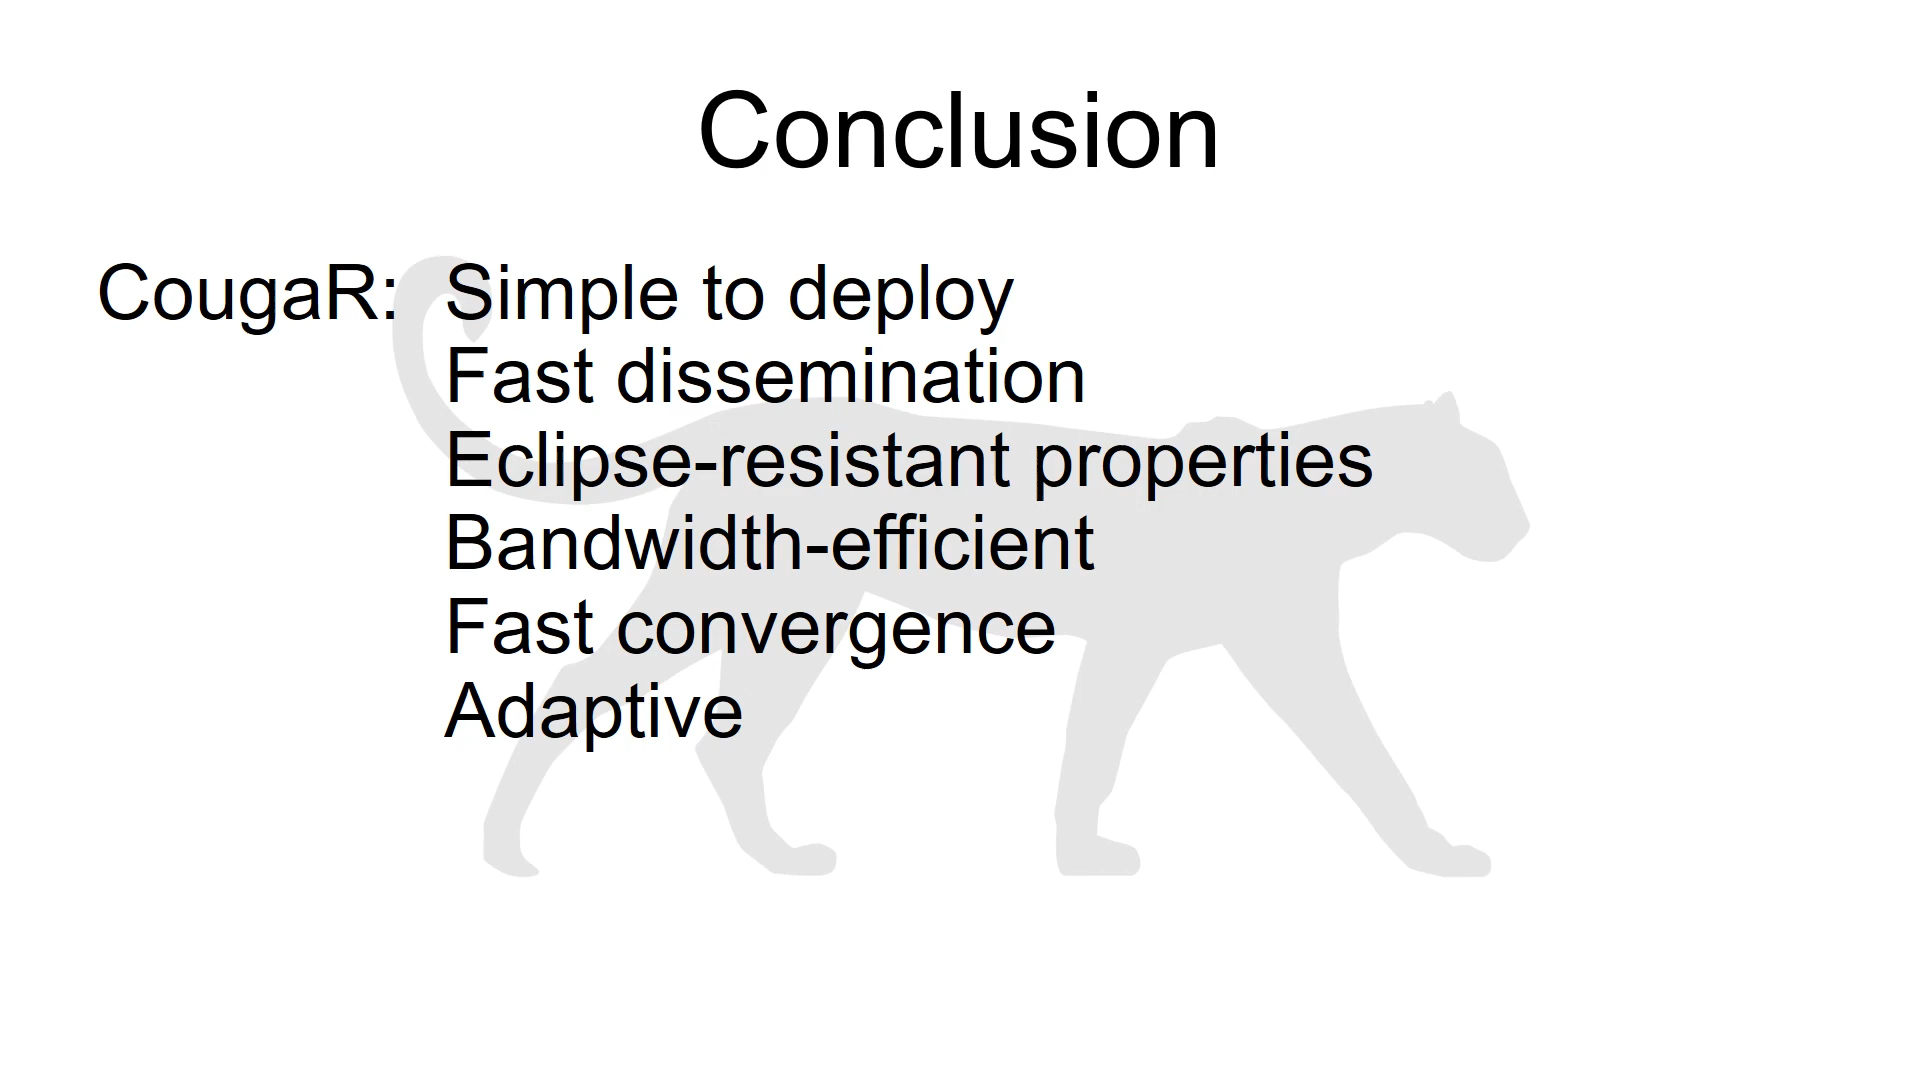 Conclusion
CougaR: Simple to deploy
Fast dissemination
Eclipse-resistant properties
Bandwidth-efficient
Fast convergence
Adaptive